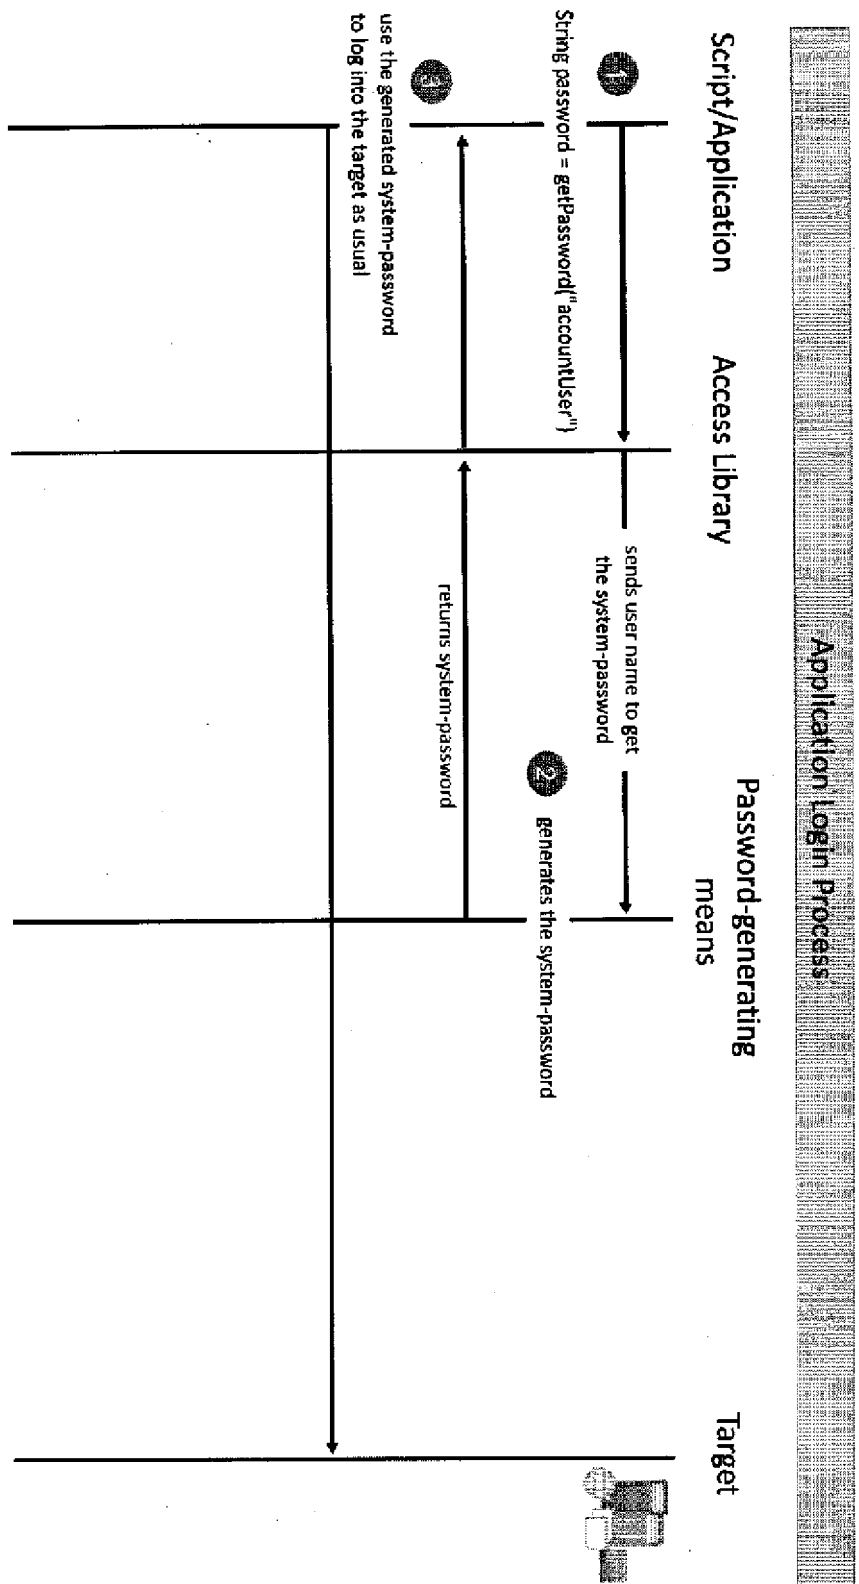 Application Login Process
Script/Application
Access Library
Password-generating
means
Target
1
String password = getPassword("accountUser")
sends user name to get
the system-password
2
generates the system-password
returns system-password
3
use the generated system-password
to log into the target as usual